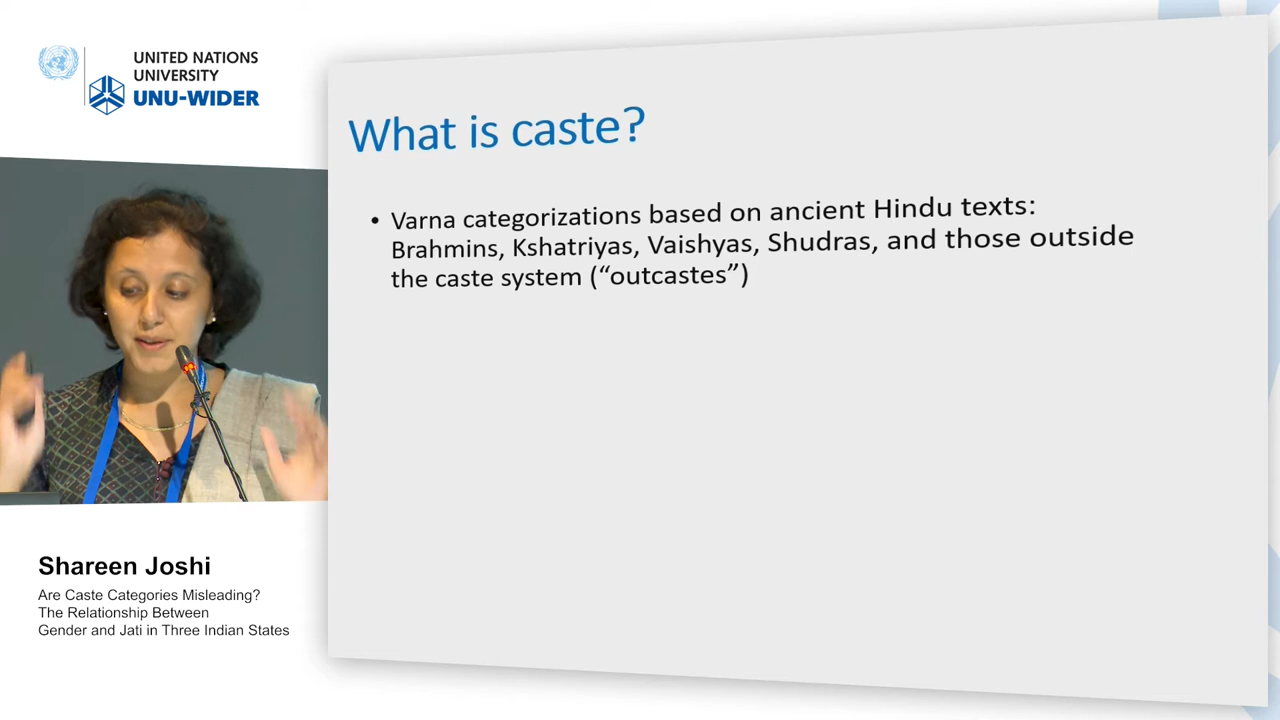 UNITED NATIONS
UNIVERSITY
UNU-WIDER
What is caste?
• Varna categorizations based on ancient Hindu texts:
Brahmins, Kshatriyas, Vaishyas, Shudras, and those outside
the caste system (“outcastes”)
Shareen Joshi
Are Caste Categories Misleading?
The Relationship Between
Gender and Jati in Three Indian States